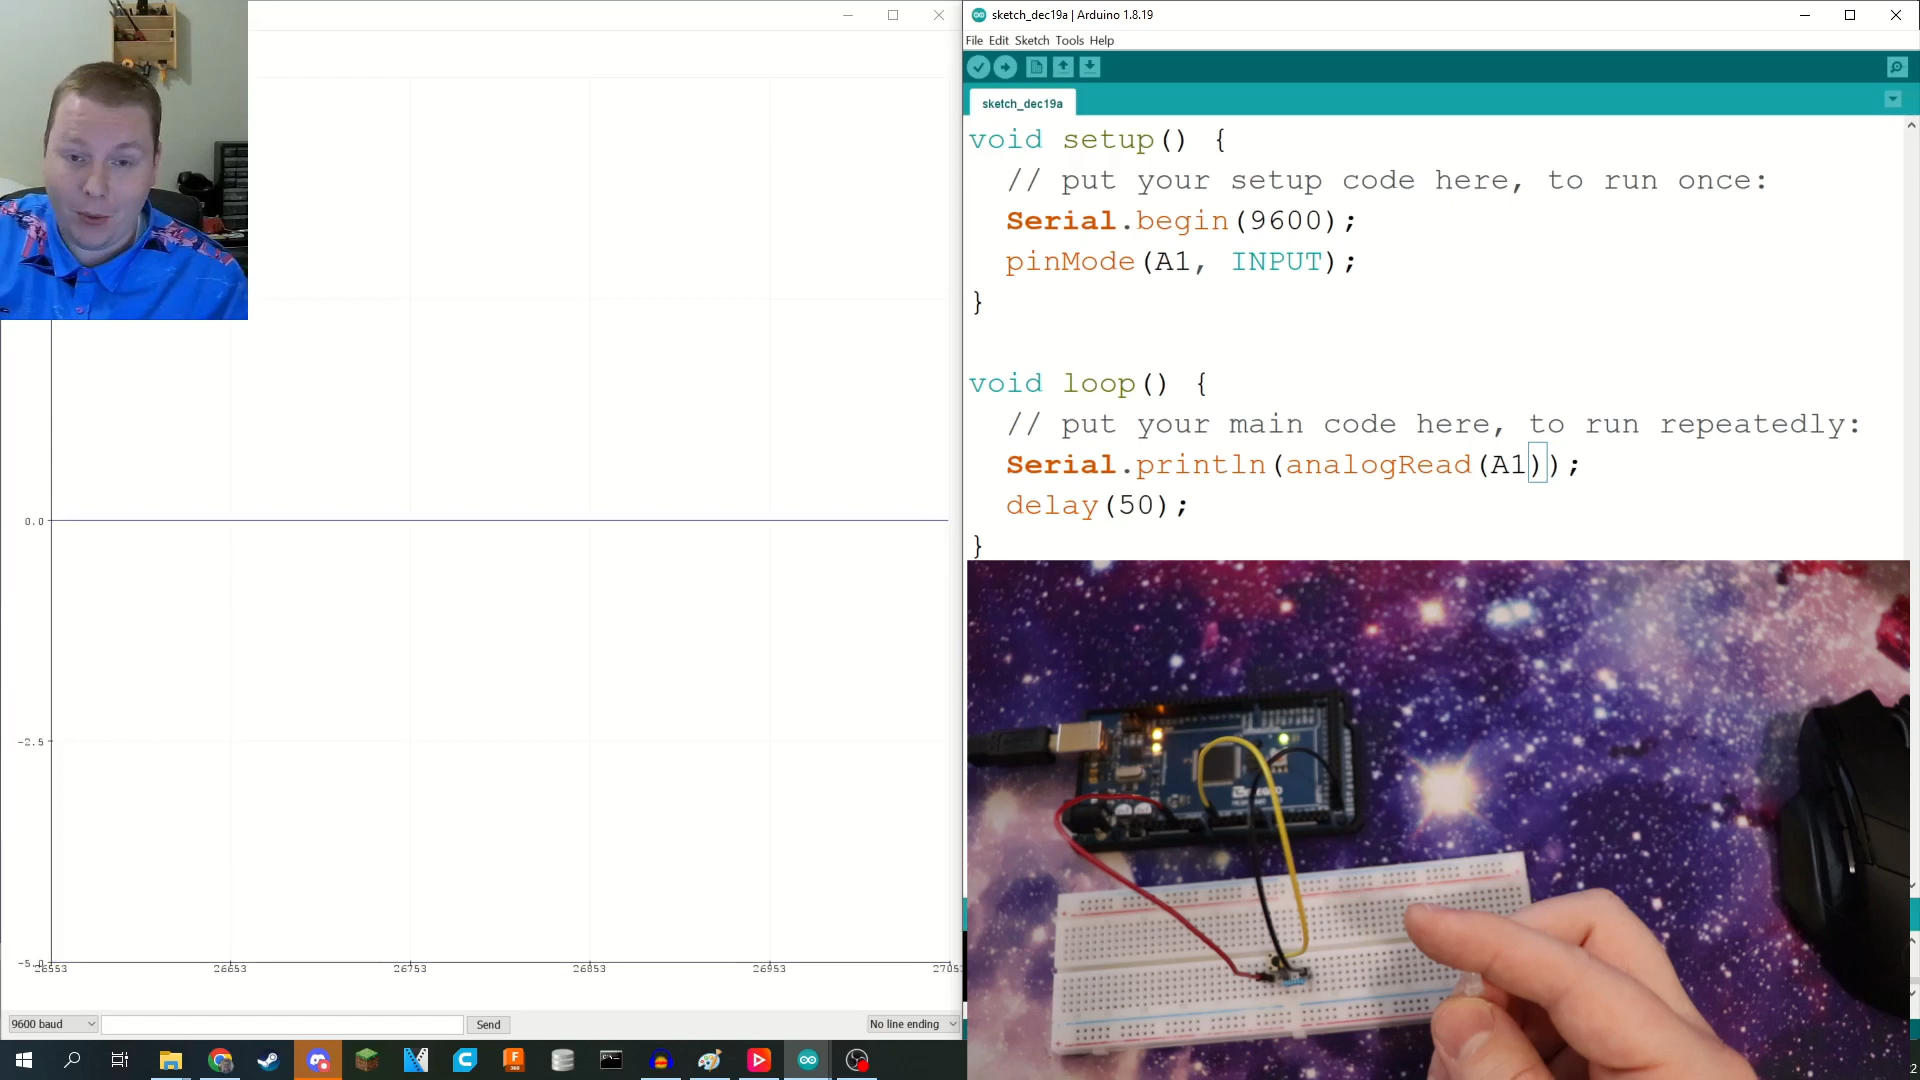 sketch_dec19a | Arduino 1.8.19
File Edit Sketch Tools Help
sketch_dec19a
void setup() {
// put your setup code here, to run once:
Serial.begin(9600);
pinMode(A1, INPUT);
}
void loop() {
// put your main code here, to run repeatedly:
Serial.println(analogRead(A1));
delay(50);
}
0.0
-2.5
-5.0
26553 26653 26753 26853 26953
9600 baud
Send
No line ending